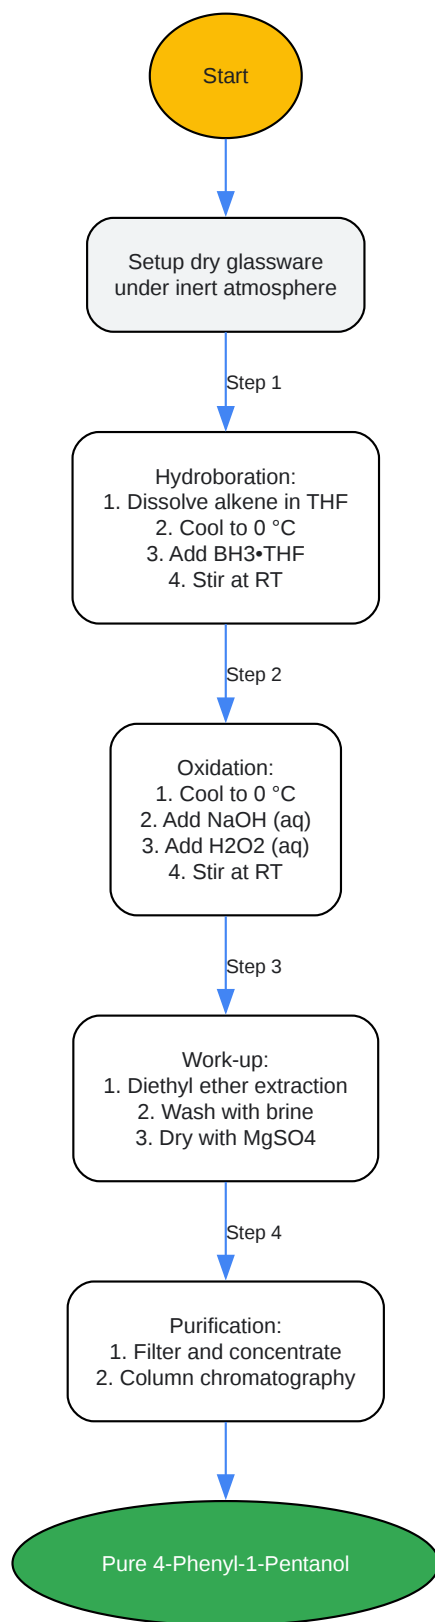 Start
Setup dry glassware
under inert atmosphere
Step 1
Hydroboration:
1. Dissolve alkene in THF
2. Cool to 0 °C
3. Add BH3•THF
4. Stir at RT
Step 2
Oxidation:
1. Cool to 0 °C
2. Add NaOH (aq)
3. Add H2O2 (aq)
4. Stir at RT
Step 3
Work-up:
1. Diethyl ether extraction
2. Wash with brine
3. Dry with MgSO4
Step 4
Purification:
1. Filter and concentrate
2. Column chromatography
Pure 4-Phenyl-1-Pentanol